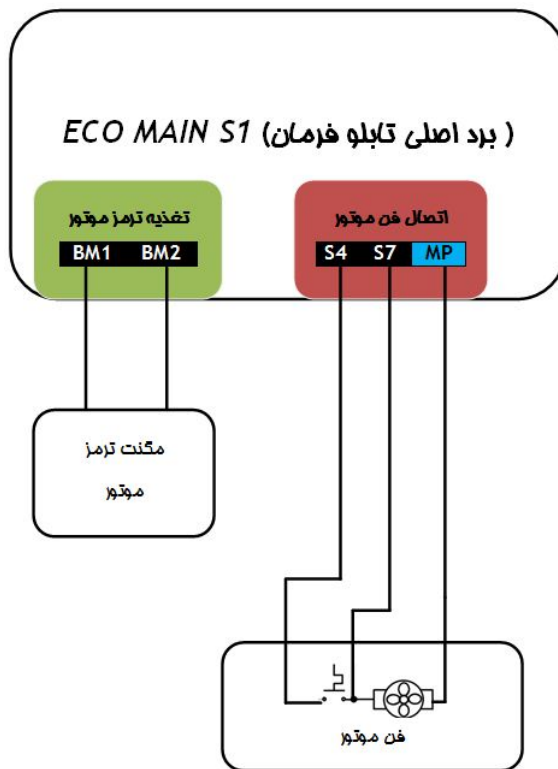 ECO MAIN S1 (برد اصلی تابلو فرمان)
تغذیه ترمز موتور
BM1 BM2
اتصال فن موتور
S4 S7 MP
مگنت ترمز
موتور
فن موتور